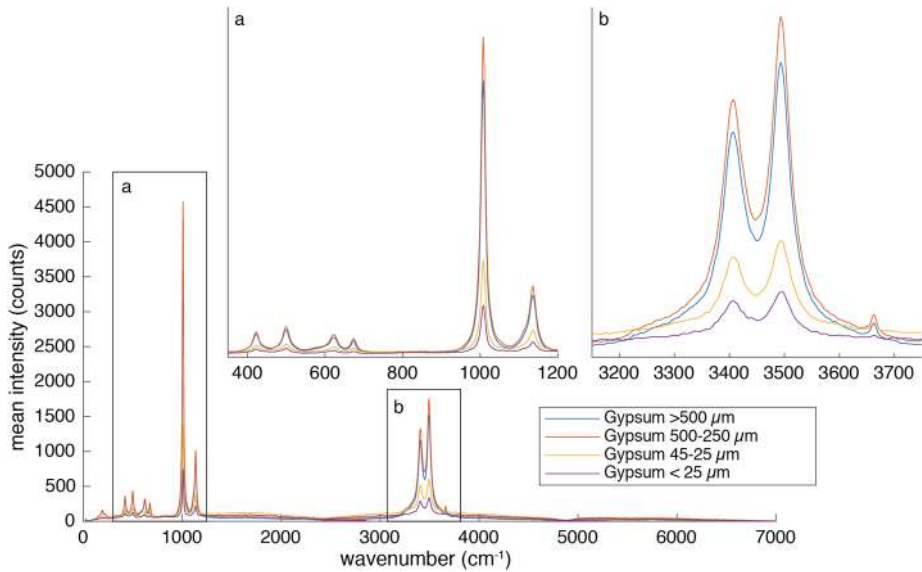 a
b
400 600 800 1000 1200
3200 3300 3400 3500 3600 3700
mean intensity (counts)
5000
4500
4000
3500
3000
2500
2000
1500
1000
500
0
a
b
Gypsum >500 µm
Gypsum 500-250 µm
Gypsum 45-25 µm
Gypsum < 25 µm
0 1000 2000 3000 4000 5000 6000 7000
wavenumber (cm⁻¹)